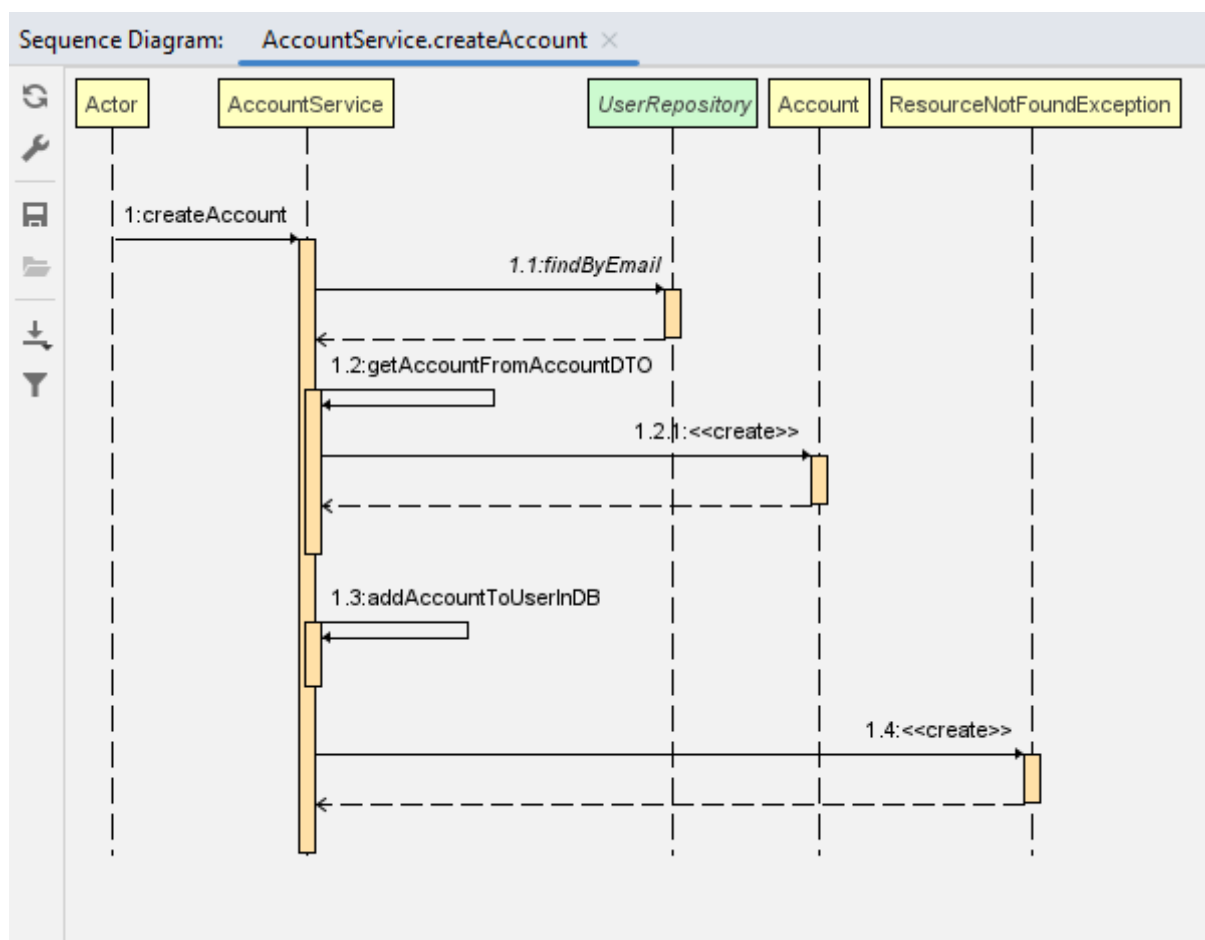 Sequence Diagram: AccountService.createAccount
Actor AccountService UserRepository Account ResourceNotFoundException
1:createAccount
1.1:findByEmail
1.2:getAccountFromAccountDTO
1.2.1:<<create>>
1.3:addAccountToUserInDB
1.4:<<create>>